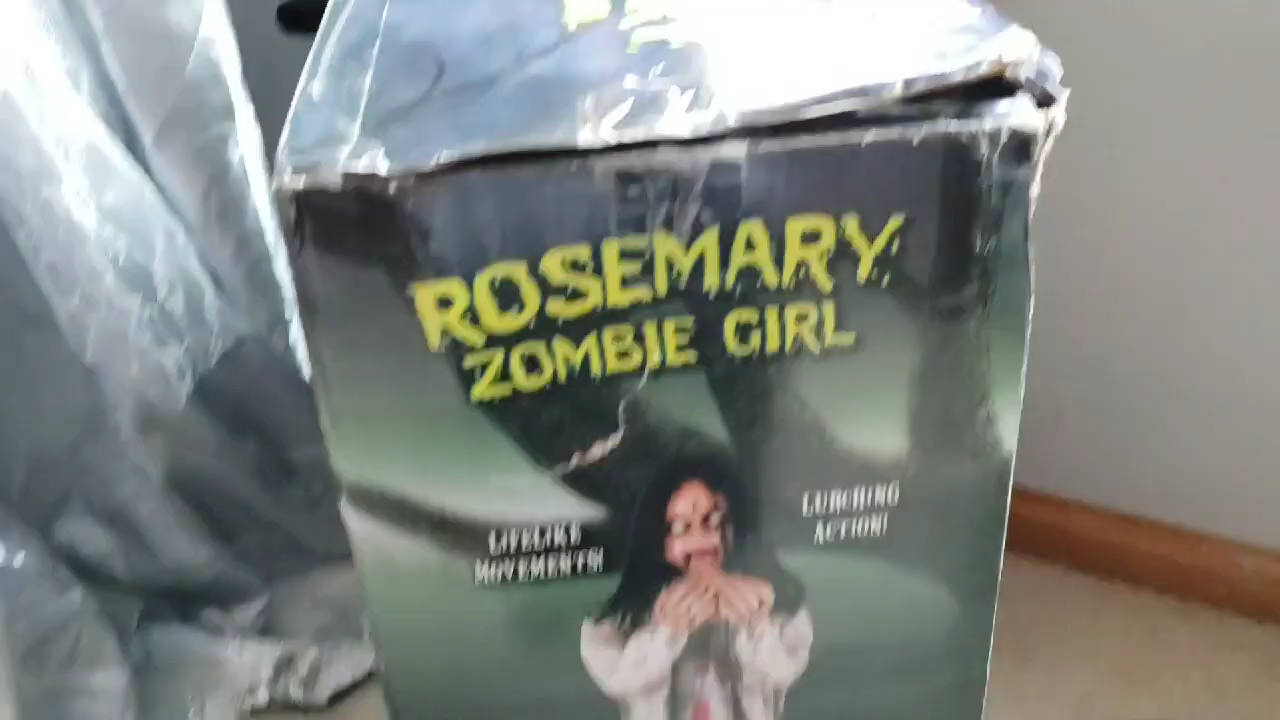 ROSEMARY
ZOMBIE GIRL
LIFELIKE
MOVEMENTS!
LURCHING
ACTION!